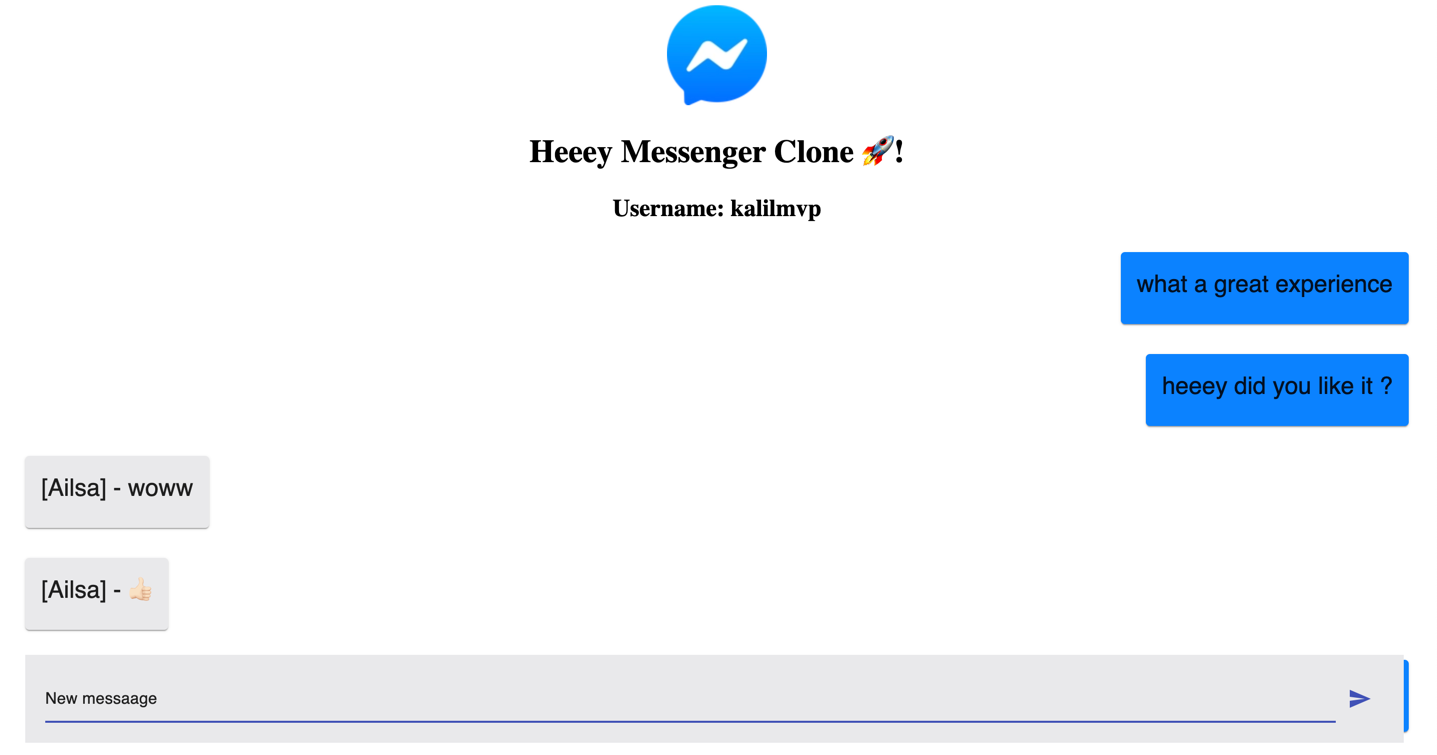 Heeey Messenger Clone 🚀!
Username: kalilmvp
what a great experience
heeey did you like it ?
[Ailsa] - woww
[Ailsa] - 👍🏻
New messaage